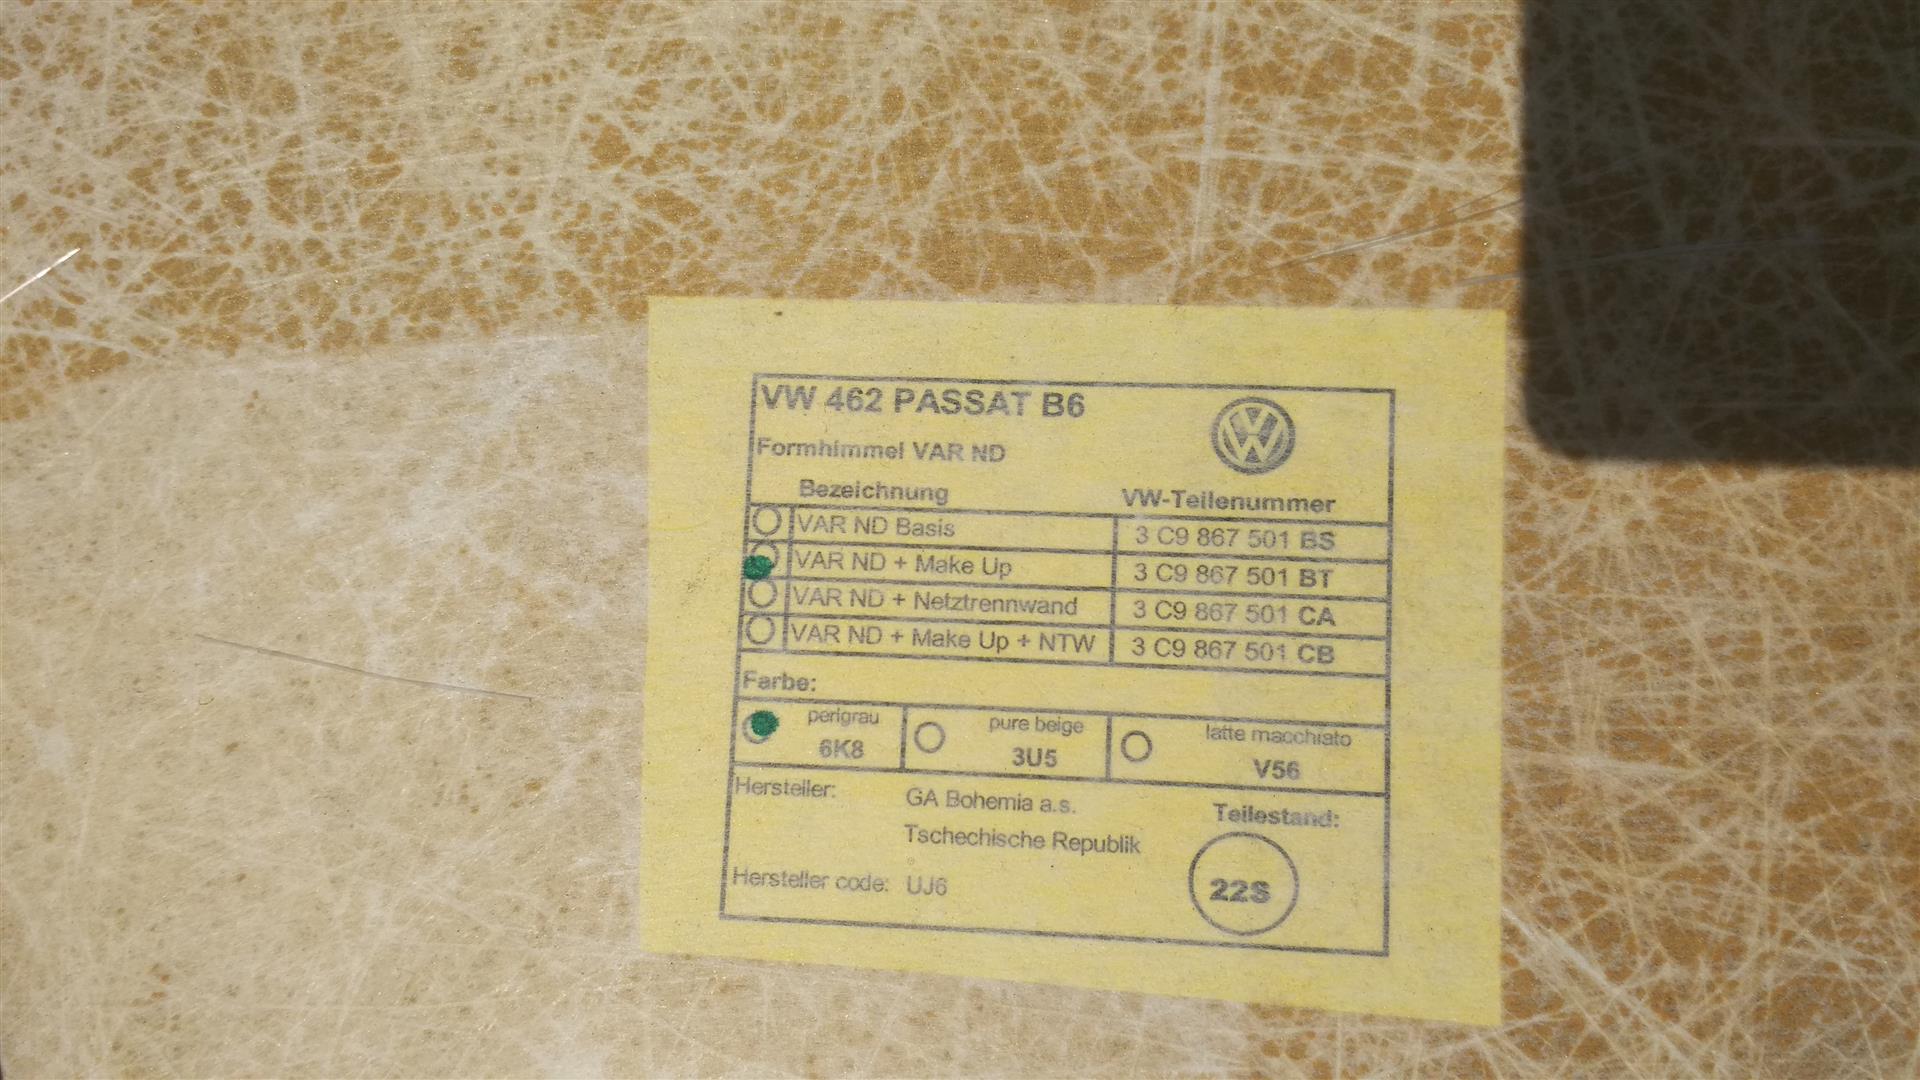 VW 462 PASSAT B6
Formhimmel VAR ND
Bezeichnung VW-Teilenummer
VAR ND Basis 3 C9 867 501 BS
VAR ND + Make Up 3 C9 867 501 BT
VAR ND + Netztrennwand 3 C9 867 501 CA
VAR ND + Make Up + NTW 3 C9 867 501 CB
Farbe:
perlgrau pure beige latte macchiato
6K8 3U5 V56
Hersteller: GA Bohemia a.s. Teilestand:
Tschechische Republik
Hersteller code: UJ6 22S